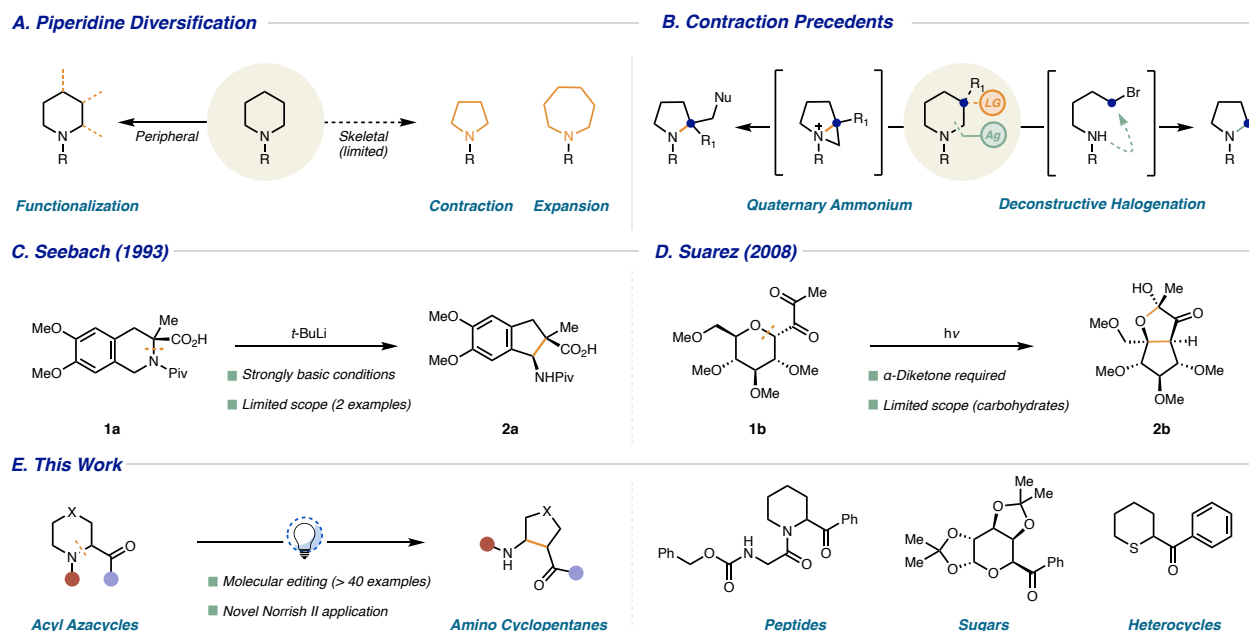 A. Piperidine Diversification
B. Contraction Precedents
N
R
Peripheral
N
R
Skeletal
(limited)
N
R
N
R
Functionalization
Contraction
Expansion
Nu
N
R
R1
N
+
R
R1
R1
LG
Ag
N
R
Br
NH
R
N
R
Quaternary Ammonium
Deconstructive Halogenation
C. Seebach (1993)
D. Suarez (2008)
MeO
MeO
Me
CO2H
N
Piv
1a
t-BuLi
Strongly basic conditions
Limited scope (2 examples)
MeO
MeO
Me
CO2H
HNPiv
2a
O
Me
O
MeO
O
MeO
OMe
OMe
1b
hv
α-Diketone required
Limited scope (carbohydrates)
HO
Me
O
O
MeO
H
MeO
OMe
OMe
2b
E. This Work
X
N
O
Acyl Azacycles
Molecular editing (> 40 examples)
Novel Norrish II application
X
N
H
O
Amino Cyclopentanes
Ph
O
O
H
N
O
N
O
Ph
Peptides
Me
Me
O
O
O
O
Me
Me
O
Ph
O
Sugars
S
O
Heterocycles